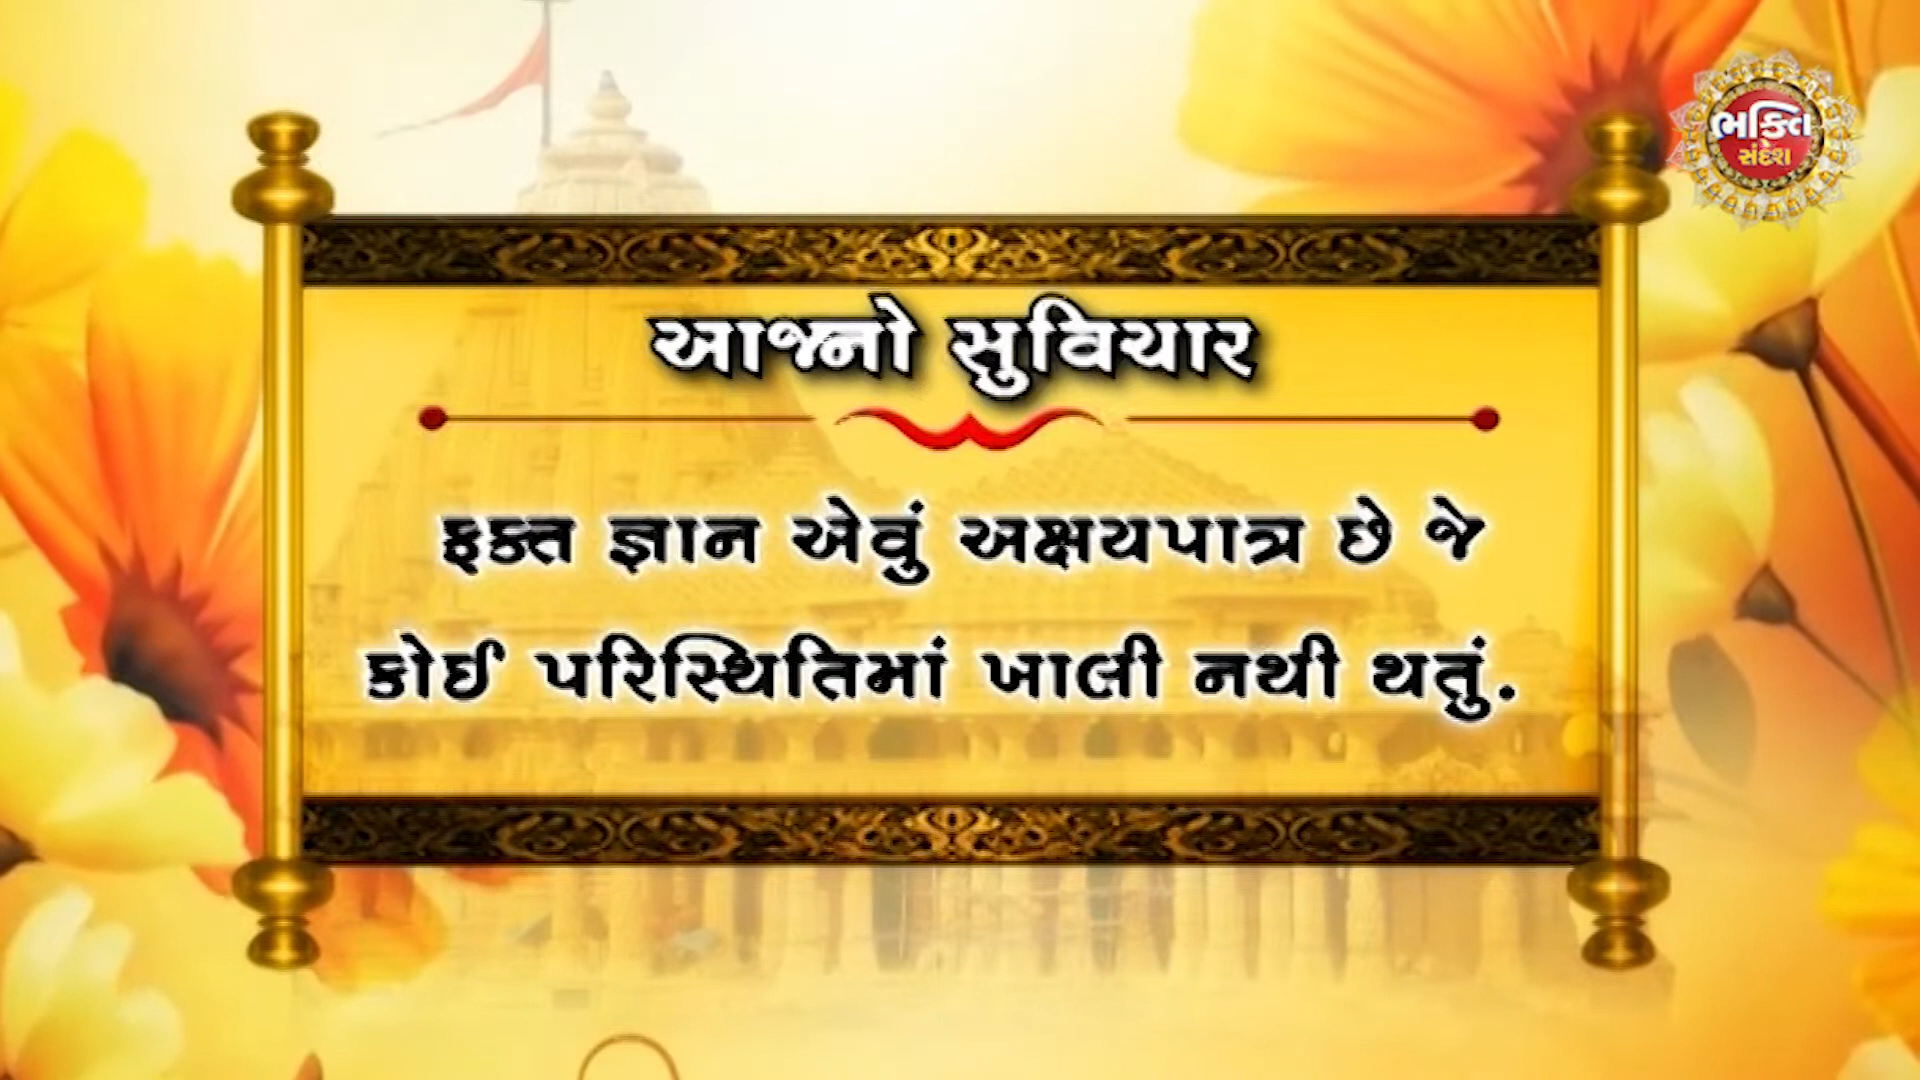 ભક્તિ
સંદેશ
આજનો સુવિચાર
ફક્ત જ્ઞાન એવું અક્ષયપાત્ર છે જે
કોઈ પરિસ્થિતિમાં ખાલી નથી થતું.